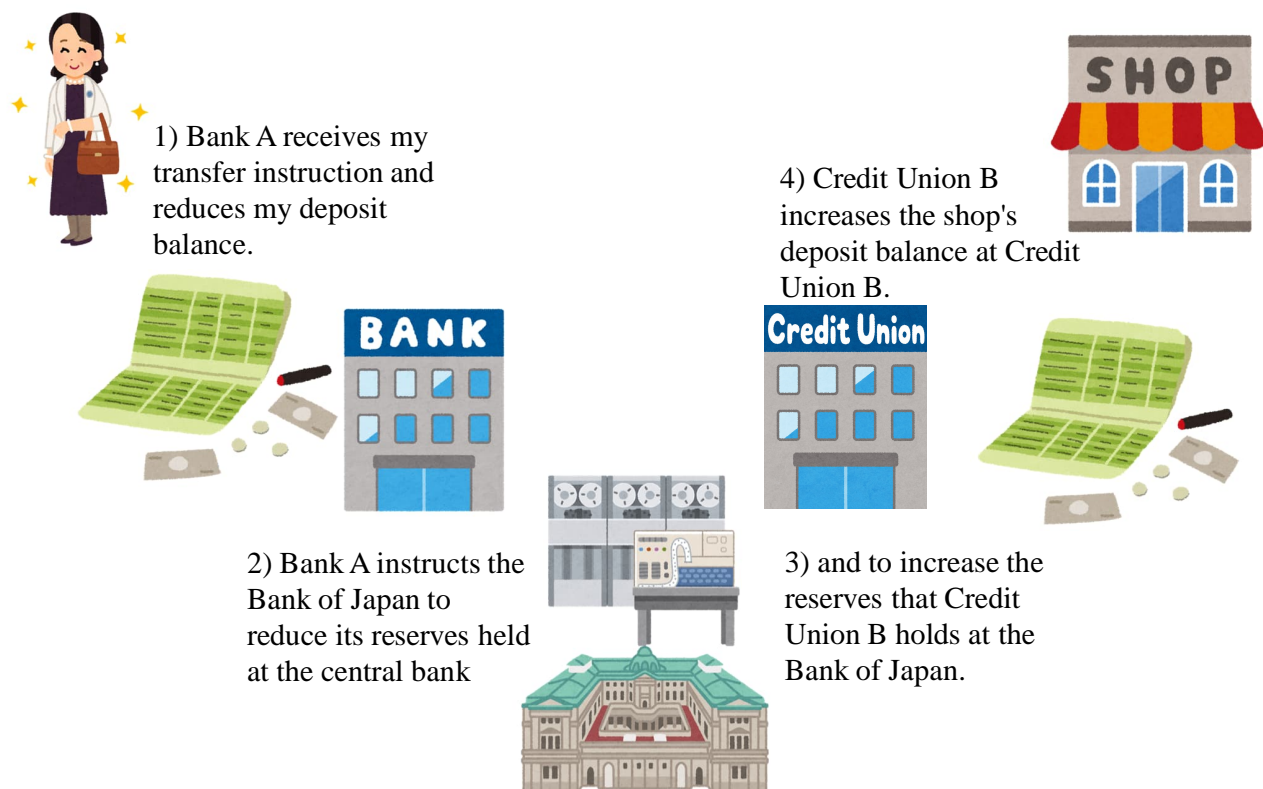 1) Bank A receives my
transfer instruction and
reduces my deposit
balance.
BANK
2) Bank A instructs the
Bank of Japan to
reduce its reserves held
at the central bank
3) and to increase the
reserves that Credit
Union B holds at the
Bank of Japan.
Credit Union
4) Credit Union B
increases the shop's
deposit balance at Credit
Union B.
SHOP